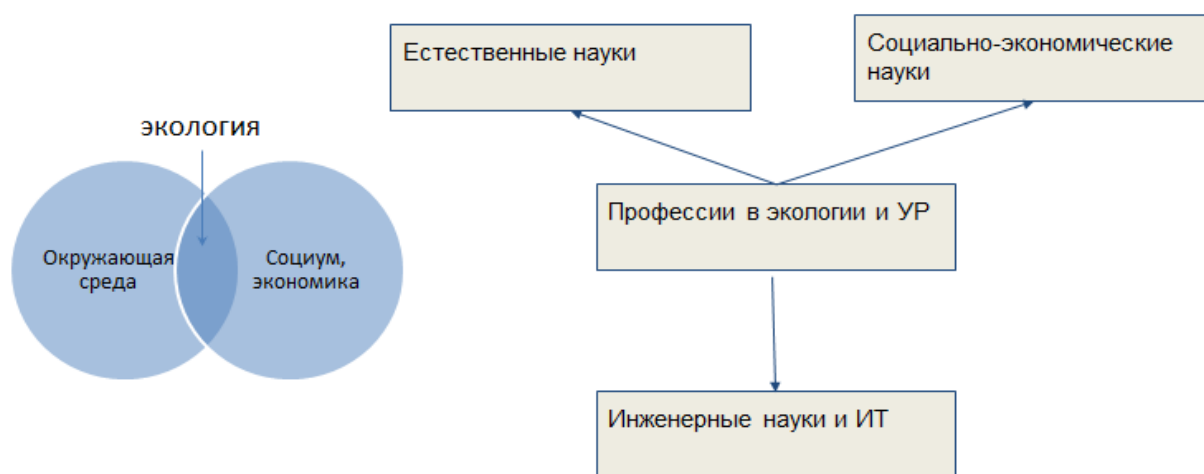 экология
Окружающая
среда
Социум,
экономика
Естественные науки
Социально-экономические
науки
Профессии в экологии и УР
Инженерные науки и ИТ